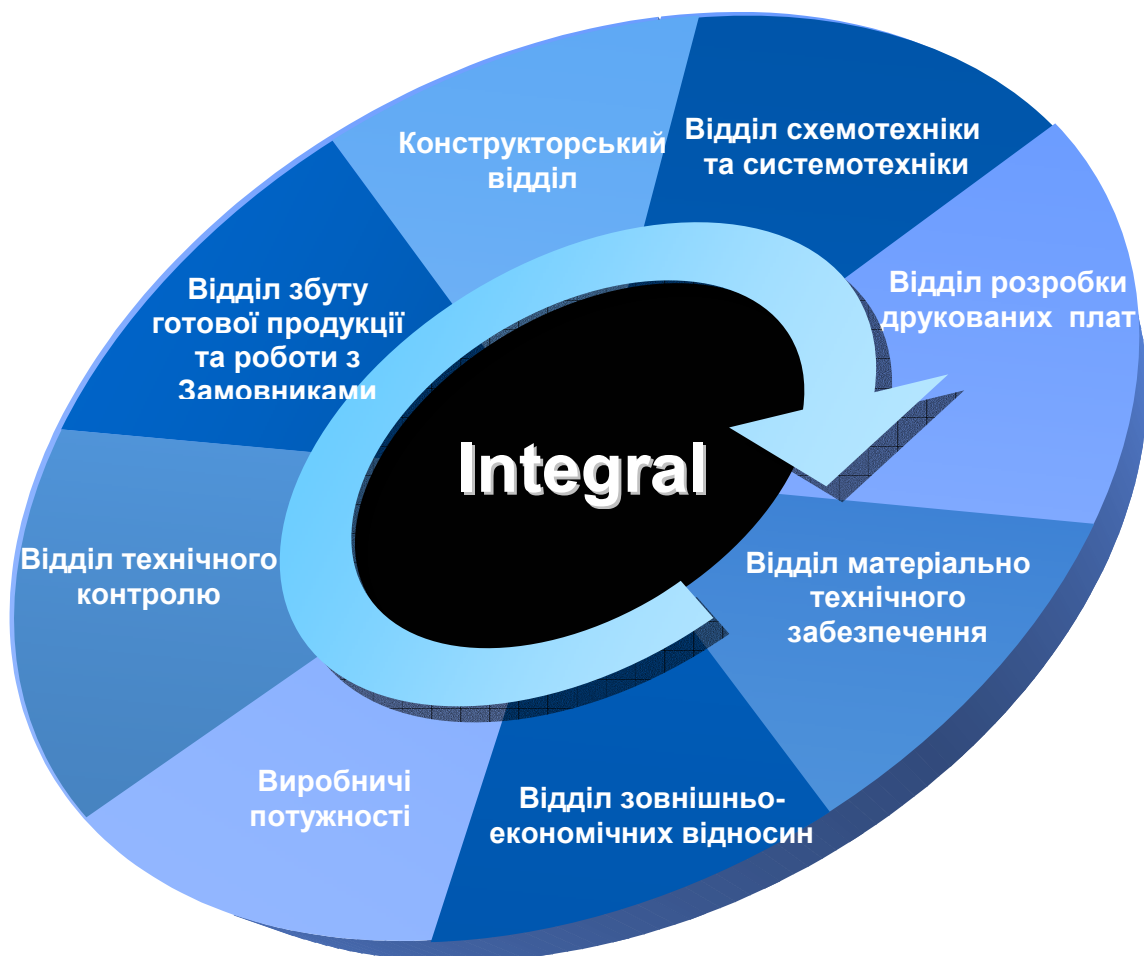 Конструкторський
відділ
Відділ схемотехніки
та системотехніки
Відділ розробки
друкованих плат
Відділ матеріально
технічного
забезпечення
Відділ зовнішньо-
економічних відносин
Виробничі
потужності
Відділ технічного
контролю
Відділ збуту
готової продукції
та роботи з
Замовниками
Integral